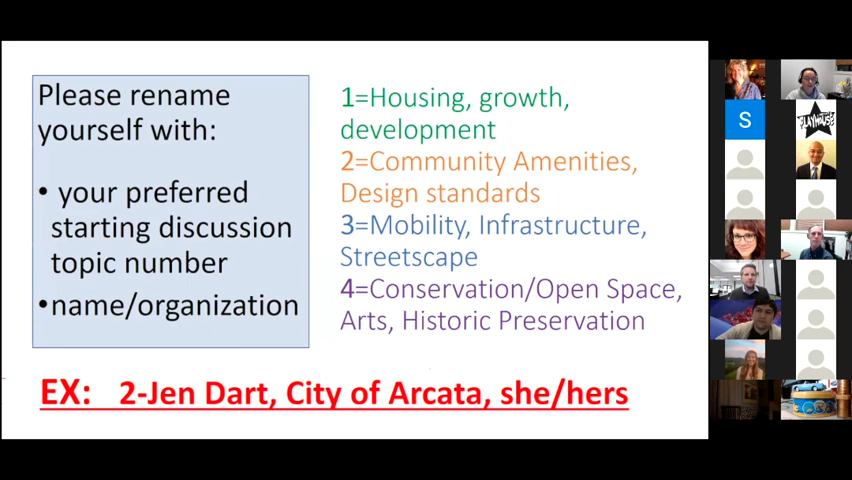 Please rename
yourself with:
• your preferred
starting discussion
topic number
•name/organization
1=Housing, growth,
development
2=Community Amenities,
Design standards
3=Mobility, Infrastructure,
Streetscape
4=Conservation/Open Space,
Arts, Historic Preservation
EX: 2-Jen Dart, City of Arcata, she/hers
S
PLAYHOUSE